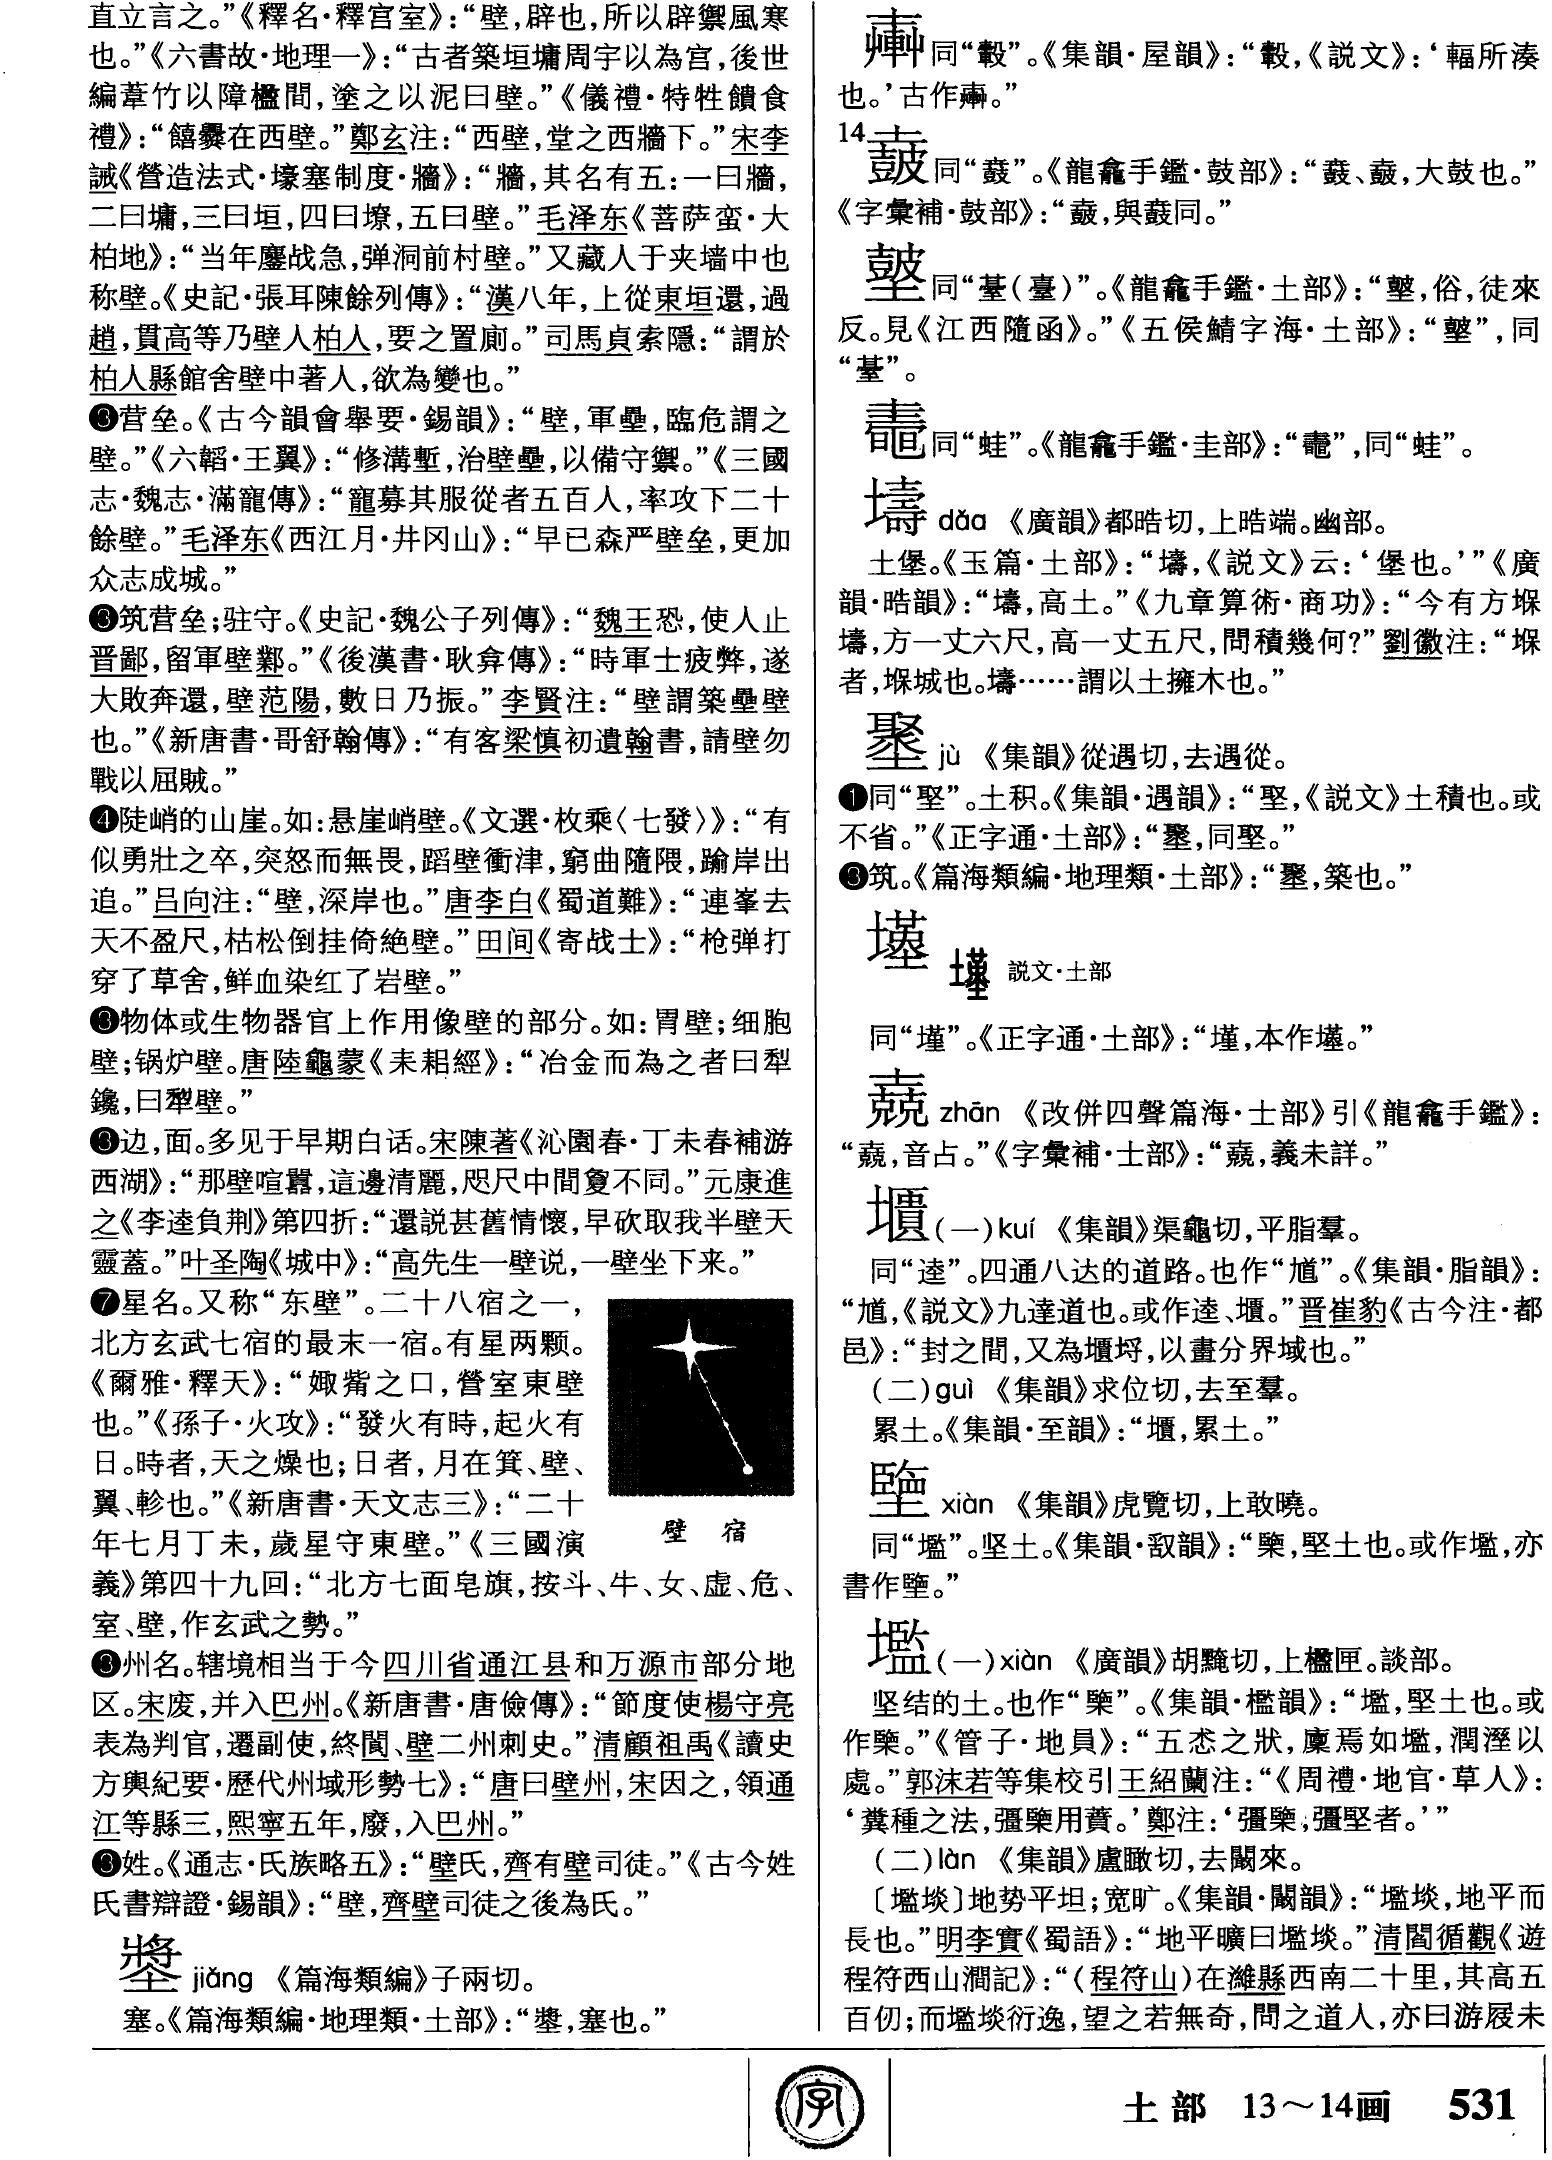 直立言之。”《釋名·釋宫室》：“壁，辟也，所以辟禦風寒
也。”《六書故·地理一》：“古者築垣墉周宇以為宫，後世
編葦竹以障楹間，塗之以泥曰壁。”《儀禮·特牲饋食
禮》：“饎爨在西壁。”鄭玄注：“西壁，堂之西牆下。”宋李
誡《營造法式·壕寨制度·牆》：“牆，其名有五：一曰牆，
二曰墉，三曰垣，四曰墩，五曰壁。”毛泽东《菩萨蛮·大
柏地》：“当年鏖战急，弹洞前村壁。”又藏人于夹墙中也
称壁。《史記·張耳陳餘列傳》：“漢八年，上從東垣還，過
趙，貫高等乃壁人柏人，要之置廁。”司馬貞索隱：“謂於
柏人縣館舍壁中著人，欲為變也。”
❸营垒。《古今韻會舉要·錫韻》：“壁，軍壘，臨危謂之
壁。”《六韜·王翼》：“修溝塹，治壁壘，以備守禦。”《三國
志·魏志·滿寵傳》：“寵募其服從者五百人，率攻下二十
餘壁。”毛泽东《西江月·井冈山》：“早已森严壁垒，更加
众志成城。”
❸筑营垒；驻守。《史記·魏公子列傳》：“魏王恐，使人止
晋鄙，留軍壁鄴。”《後漢書·耿弇傳》：“時軍士疲弊，遂
大敗奔還，壁范陽，數日乃振。”李賢注：“壁謂築壘壁
也。”《新唐書·哥舒翰傳》：“有客梁慎初遺翰書，請壁勿
戰以屈賊。”
❹陡峭的山崖。如：悬崖峭壁。《文選·枚乘〈七發〉》：“有
似勇壯之卒，突怒而無畏，蹈壁衝津，窮曲隨隈，踰岸出
追。”吕向注：“壁，深岸也。”唐李白《蜀道難》：“連峯去
天不盈尺，枯松倒挂倚絶壁。”田间《寄战士》：“枪弹打
穿了草舍，鲜血染红了岩壁。”
❸物体或生物器官上作用像壁的部分。如：胃壁；细胞
壁；锅炉壁。唐陸龜蒙《耒耜經》：“冶金而為之者曰犁
鑱，曰犁壁。”
❸边，面。多见于早期白话。宋陳著《沁園春·丁未春補游
西湖》：“那壁喧囂，這邊清麗，咫尺中間夐不同。”元康進
之《李逵負荆》第四折：“還説甚舊情懷，早砍取我半壁天
靈蓋。”叶圣陶《城中》：“高先生一壁说，一壁坐下来。”
❼星名。又称“东壁”。二十八宿之一，
北方玄武七宿的最末一宿。有星两颗。
《爾雅·釋天》：“娵觜之口，營室東壁
也。”《孫子·火攻》：“發火有時，起火有
日。時者，天之燥也；日者，月在箕、壁、
翼、軫也。”《新唐書·天文志三》：“二十
年七月丁未，歲星守東壁。”《三國演
義》第四十九回：“北方七面皂旗，按斗、牛、女、虚、危、
室、壁，作玄武之勢。”
壁 宿
❸州名。辖境相当于今四川省通江县和万源市部分地
区。宋废，并入巴州。《新唐書·唐儉傳》：“節度使楊守亮
表為判官，遷副使，終閬、壁二州刺史。”清顧祖禹《讀史
方輿紀要·歷代州域形勢七》：“唐曰壁州，宋因之，領通
江等縣三，熙寧五年，廢，入巴州。”
❸姓。《通志·氏族略五》：“壁氏，齊有壁司徒。”《古今姓
氏書辯證·錫韻》：“壁，齊壁司徒之後為氏。”
jiǎng 《篇海類編》子兩切。
塞。《篇海類編·地理類·土部》：“，塞也。”
同“轂”。《集韻·屋韻》：“轂，《説文》：‘輻所湊
也。’古作。”
14
同“鼖”。《龍龕手鑑·鼓部》：“鼖、，大鼓也。”
《字彙補·鼓部》：“，與鼖同。”
同“（臺）”。《龍龕手鑑·土部》：“，俗，徒來
反。見《江西隨函》。”《五侯鯖字海·土部》：“”，同
“”。
同“蛙”。《龍龕手鑑·圭部》：“”，同“蛙”。
壔 dǎo 《廣韻》都晧切，上晧端。幽部。
土堡。《玉篇·土部》：“壔，《説文》云：‘堡也。’”《廣
韻·晧韻》：“壔，高土。”《九章算術·商功》：“今有方堢
壔，方一丈六尺，高一丈五尺，問積幾何？”劉徽注：“堢
者，堢城也。壔……謂以土擁木也。”
jù 《集韻》從遇切，去遇從。
❶同“埾”。土积。《集韻·遇韻》：“埾，《説文》土積也。或
不省。”《正字通·土部》：“，同埾。”
❸筑。《篇海類編·地理類·土部》：“，築也。”
説文·土部
同“墐”。《正字通·土部》：“墐，本作。”
zhān 《改併四聲篇海·士部》引《龍龕手鑑》：
“，音占。”《字彙補·士部》：“，義未詳。”
㙺（一）kuí 《集韻》渠龜切，平脂羣。
同“逵”。四通八达的道路。也作“馗”。《集韻·脂韻》：
“馗，《説文》九達道也。或作逵、。”晋崔豹《古今注·都
邑》：“封之間，又為埒，以畫分界域也。”
（二）guì 《集韻》求位切，去至羣。
累土。《集韻·至韻》：“，累土。”
xiàn 《集韻》虎覽切，上敢曉。
同“壏”。坚土。《集韻·敢韻》：“㯺，堅土也。或作壏，亦
書作。”
壏（一）xiàn 《廣韻》胡黤切，上檻匣。談部。
坚结的土。也作“㯺”。《集韻·檻韻》：“壏，堅土也。或
作㯺。”《管子·地員》：“五怷之狀，廩焉如壏，潤溼以
處。”郭沫若等集校引王紹蘭注：“《周禮·地官·草人》：
‘糞種之法，彊㯺用蕡。’鄭注：‘彊㯺，彊堅者。’”
（二）làn 《集韻》盧瞰切，去闞來。
〔壏埮〕地势平坦；宽旷。《集韻·闞韻》：“壏埮，地平而
長也。”明李實《蜀語》：“地平曠曰壏埮。”清閻循觀《遊
程符西山澗記》：“（程符山）在濰縣西南二十里，其高五
百仞；而壏埮衍逸，望之若無奇，問之道人，亦曰游屐未
字
土部 13～14画 531